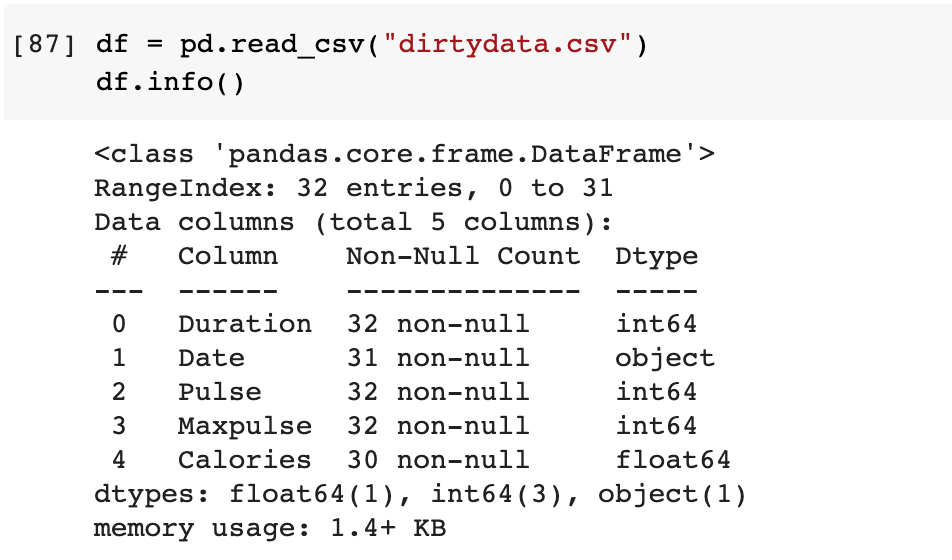 [87] df = pd.read_csv("dirtydata.csv")
df.info()
<class 'pandas.core.frame.DataFrame'>
RangeIndex: 32 entries, 0 to 31
Data columns (total 5 columns):
 #   Column    Non-Null Count  Dtype
---  ------    --------------  -----
 0   Duration  32 non-null     int64
 1   Date      31 non-null     object
 2   Pulse     32 non-null     int64
 3   Maxpulse  32 non-null     int64
 4   Calories  30 non-null     float64
dtypes: float64(1), int64(3), object(1)
memory usage: 1.4+ KB